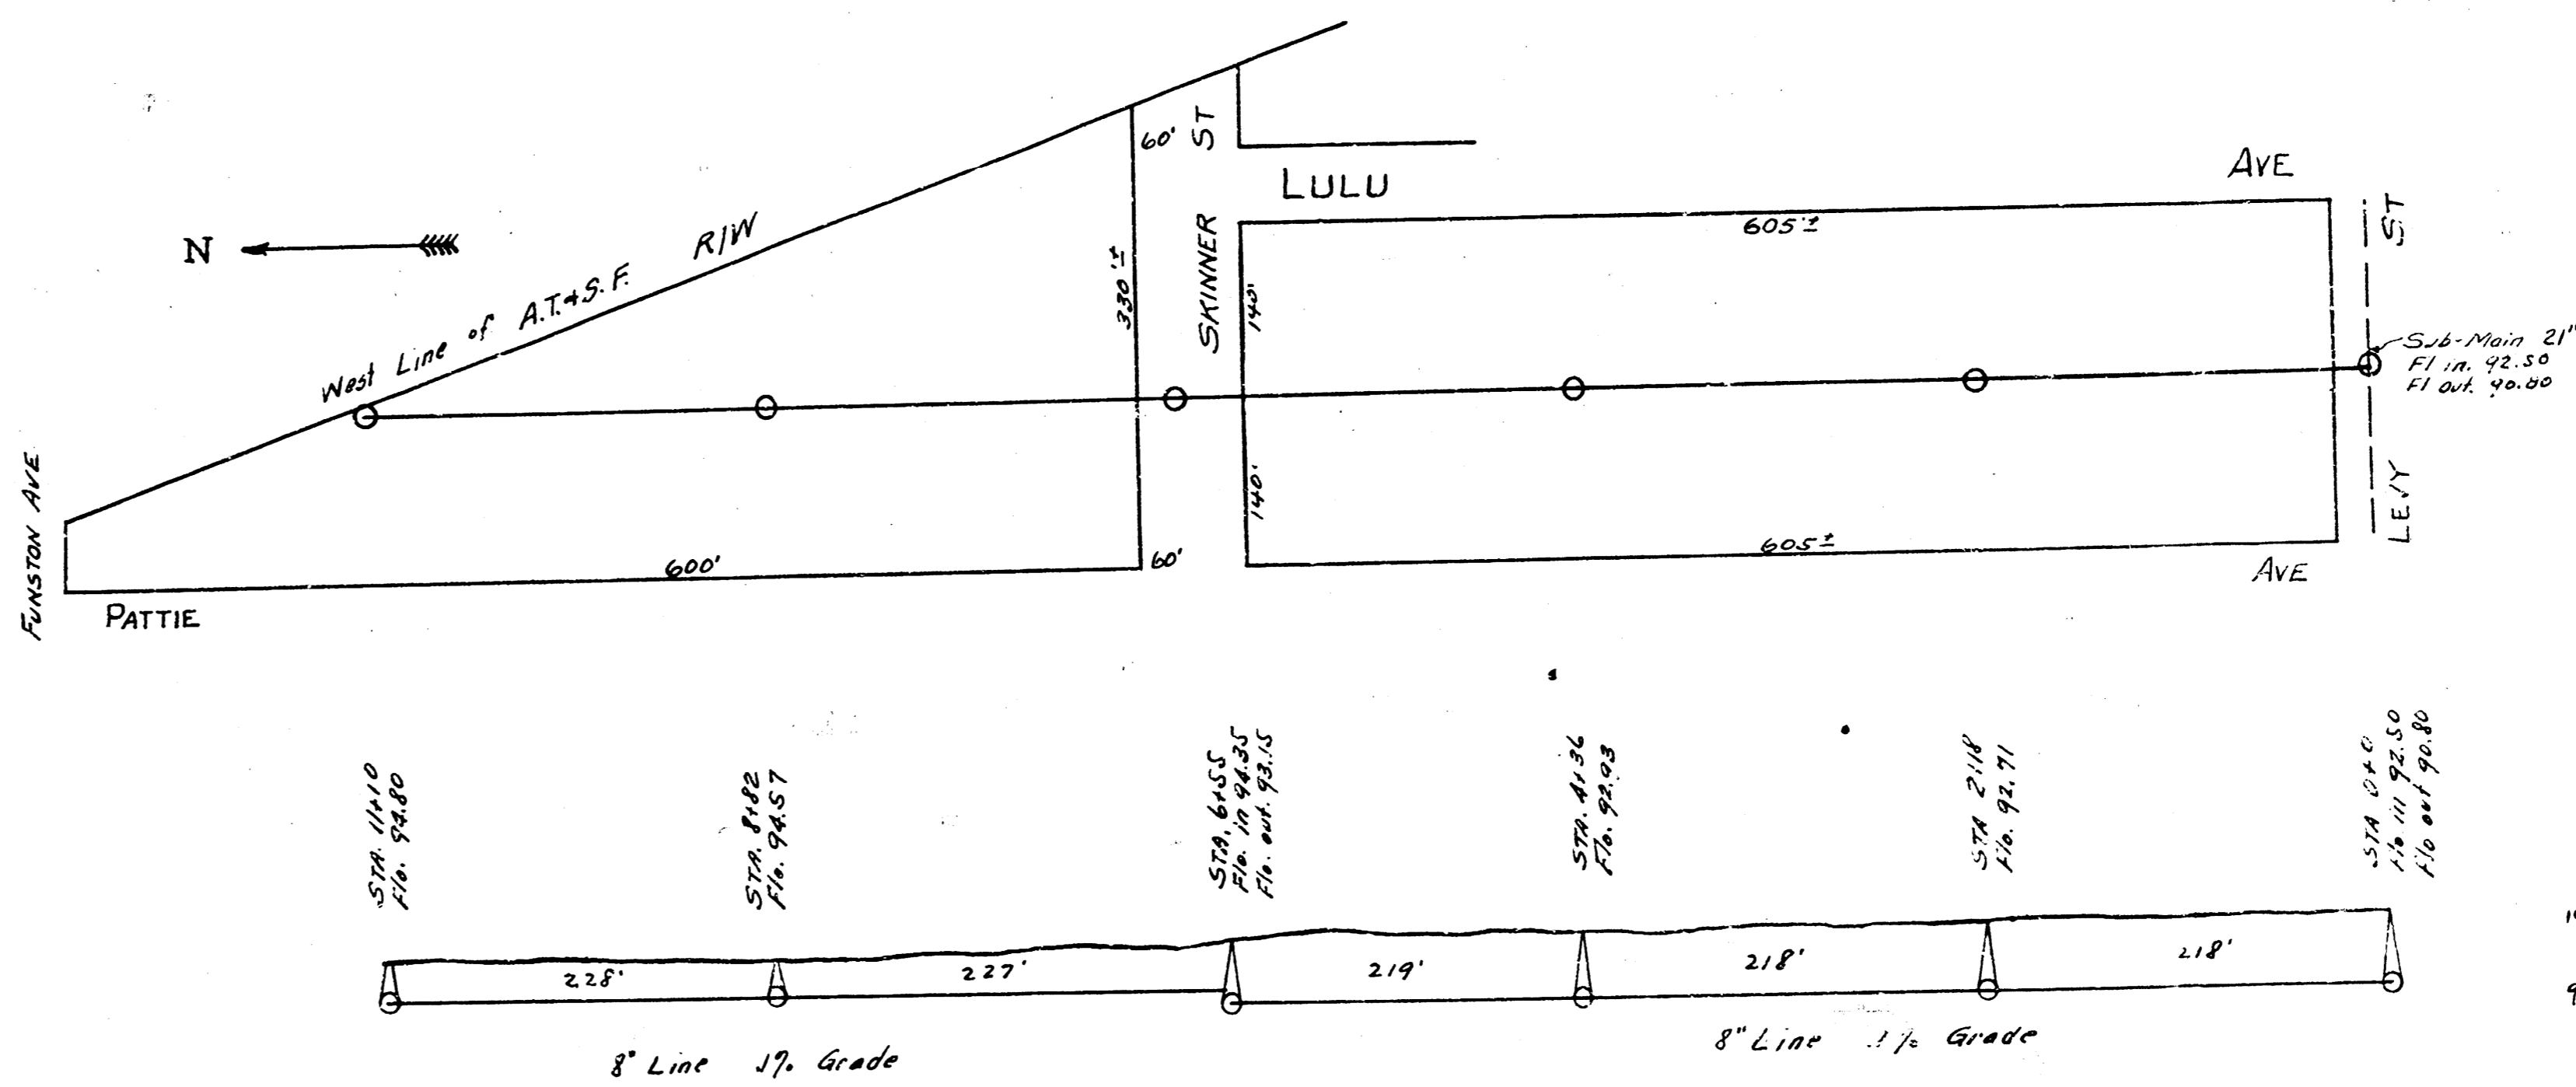 60'
ST
LULU
AVE
N
R/W
West Line of A.T.&S.F.
330'±
SKINNER
140'
605'±
ST
Sub-Main 21"
Fl in. 92.50
Fl out. 90.80
FUNSTON AVE
140'
LEVY
600'
60'
605±
AVE
PATTIE
STA. 11+10
Flo. 94.80
STA. 8+82
Flo. 94.57
STA. 6+55
Flo. in 94.35
Flo. out. 93.15
STA. 4+36
Flo. 92.93
STA 2+18
Flo. 92.71
STA 0+0
Flo. in 92.50
Flo out 90.80
228'
227'
219'
218'
218'
8" Line .1% Grade
8" Line .1% Grade